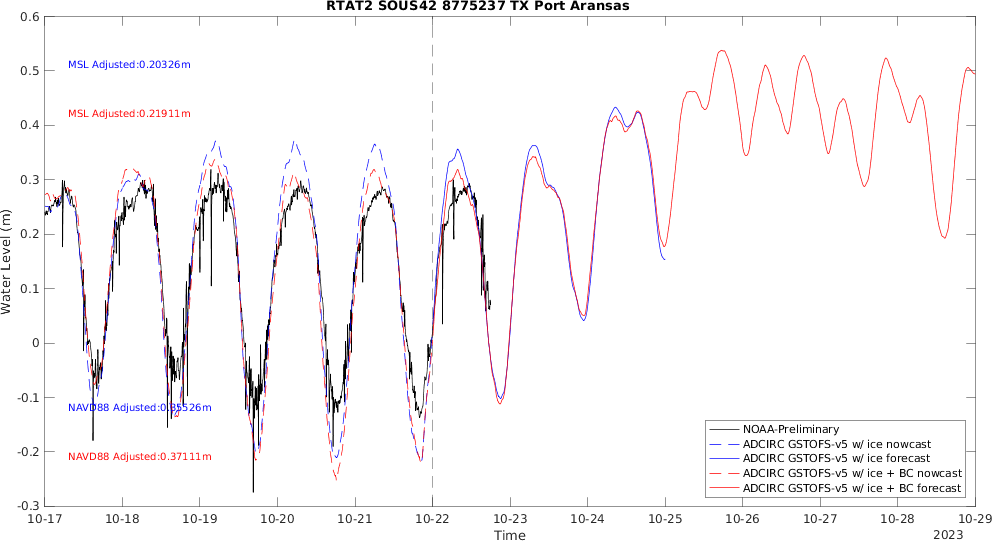 RTAT2 SOUS42 8775237 TX Port Aransas
0.6
0.5
0.4
0.3
0.2
0.1
0
-0.1
-0.2
-0.3
Water Level (m)
MSL Adjusted:0.20326m
MSL Adjusted:0.21911m
NAVD88 Adjusted:0.35526m
NAVD88 Adjusted:0.37111m
NOAA-Preliminary
ADCIRC GSTOFS-v5 w/ ice nowcast
ADCIRC GSTOFS-v5 w/ ice forecast
ADCIRC GSTOFS-v5 w/ ice + BC nowcast
ADCIRC GSTOFS-v5 w/ ice + BC forecast
10-17 10-18 10-19 10-20 10-21 10-22 10-23 10-24 10-25 10-26 10-27 10-28 10-29
Time
2023